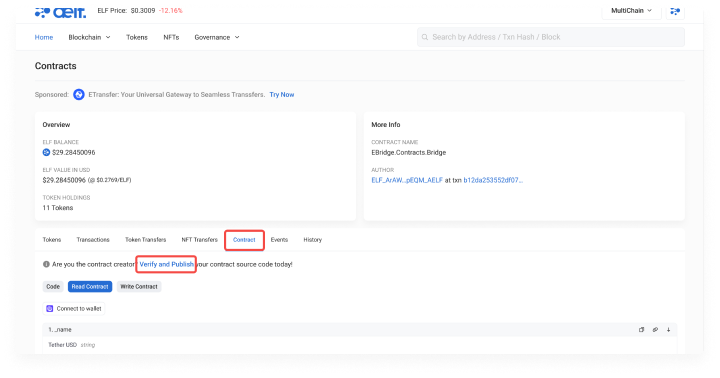 aelf. ELF Price: $0.3009 -12.16% MultiChain
Home Blockchain Tokens NFTs Governance Search by Address / Txn Hash / Block
Contracts
Sponsored: ETransfer: Your Universal Gateway to Seamless Transsfers. Try Now
Overview
ELF BALANCE
$29.28450096
ELF VALUE IN USD
$29.28450096 (@ $0.2769/ELF)
TOKEN HOLDINGS
11 Tokens
More Info
CONTRACT NAME
EBridge.Contracts.Bridge
AUTHOR
ELF_ArAW...pEQM_AELF at txn b12da253552df07...
Tokens Transactions Token Transfers NFT Transfers Contract Events History
Are you the contract creator? Verify and Publish your contract source code today!
Code Read Contract Write Contract
Connect to wallet
1._name
Tether USD string